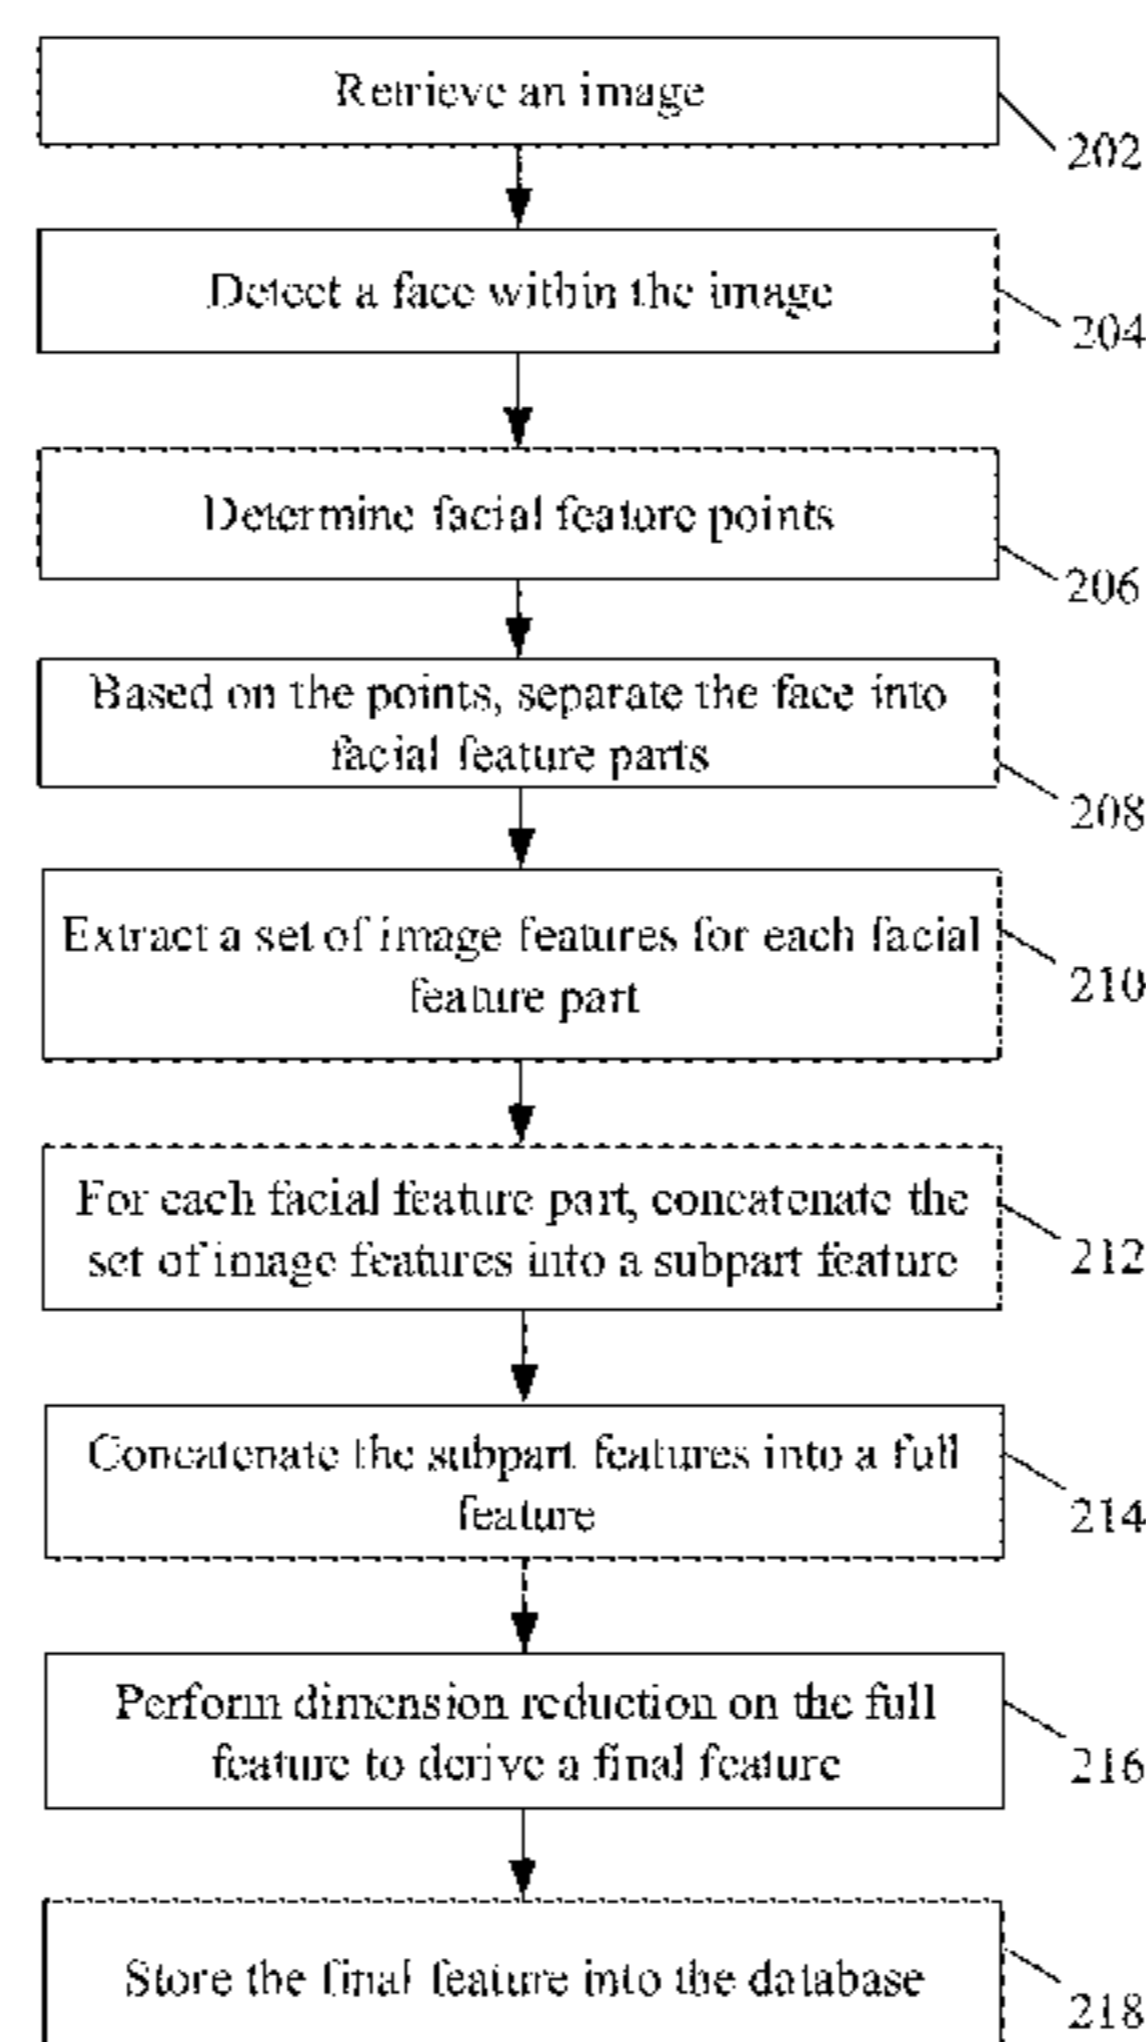 Retrieve an image
202
Detect a face within the image
204
Determine facial feature points
206
Based on the points, separate the face into
facial feature parts
208
Extract a set of image features for each facial
feature part
210
For each facial feature part, concatenate the
set of image features into a subpart feature
212
Concatenate the subpart features into a full
feature
214
Perform dimension reduction on the full
feature to derive a final feature
216
Store the final feature into the database
218